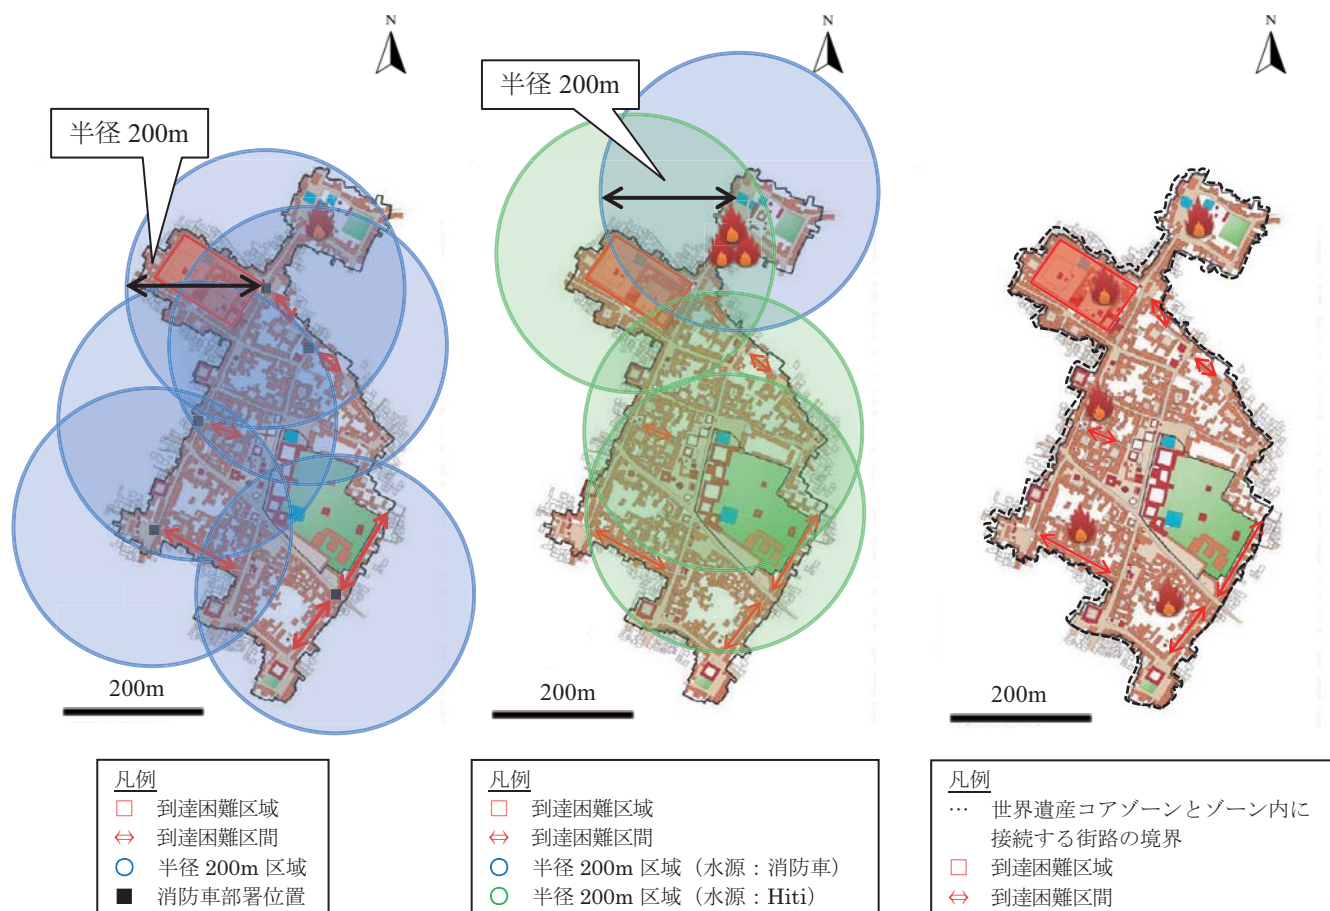 N
半径 200m
200m
凡例
到達困難区域
到達困難区間
半径 200m 区域
消防車部署位置
N
半径 200m
200m
凡例
到達困難区域
到達困難区間
半径 200m 区域（水源：消防車）
半径 200m 区域（水源：Hiti）
N
200m
凡例
… 世界遺産コアゾーンとゾーン内に
接続する街路の境界
到達困難区域
到達困難区間